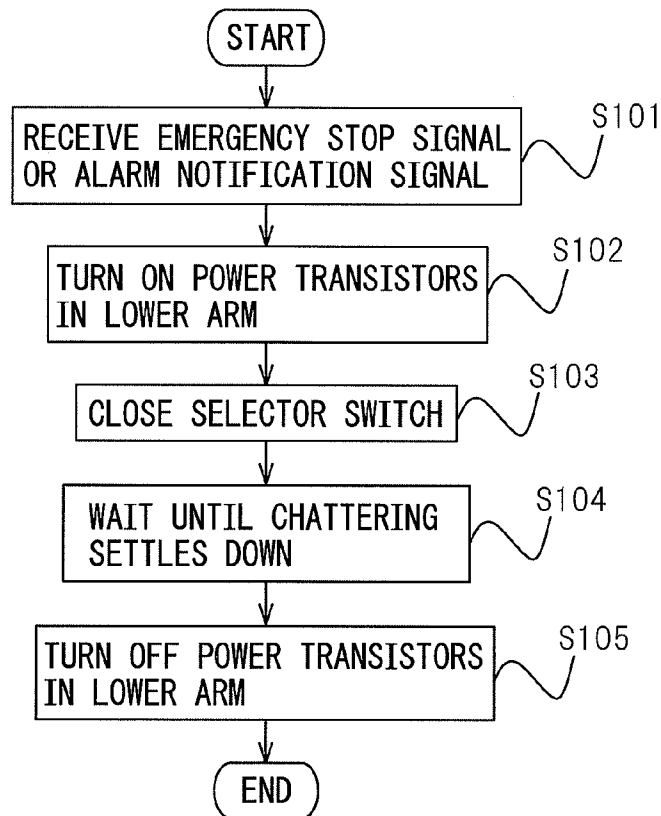 START
RECEIVE EMERGENCY STOP SIGNAL
OR ALARM NOTIFICATION SIGNAL
S101
TURN ON POWER TRANSISTORS
IN LOWER ARM
S102
CLOSE SELECTOR SWITCH
S103
WAIT UNTIL CHATTERING
SETTLES DOWN
S104
TURN OFF POWER TRANSISTORS
IN LOWER ARM
S105
END